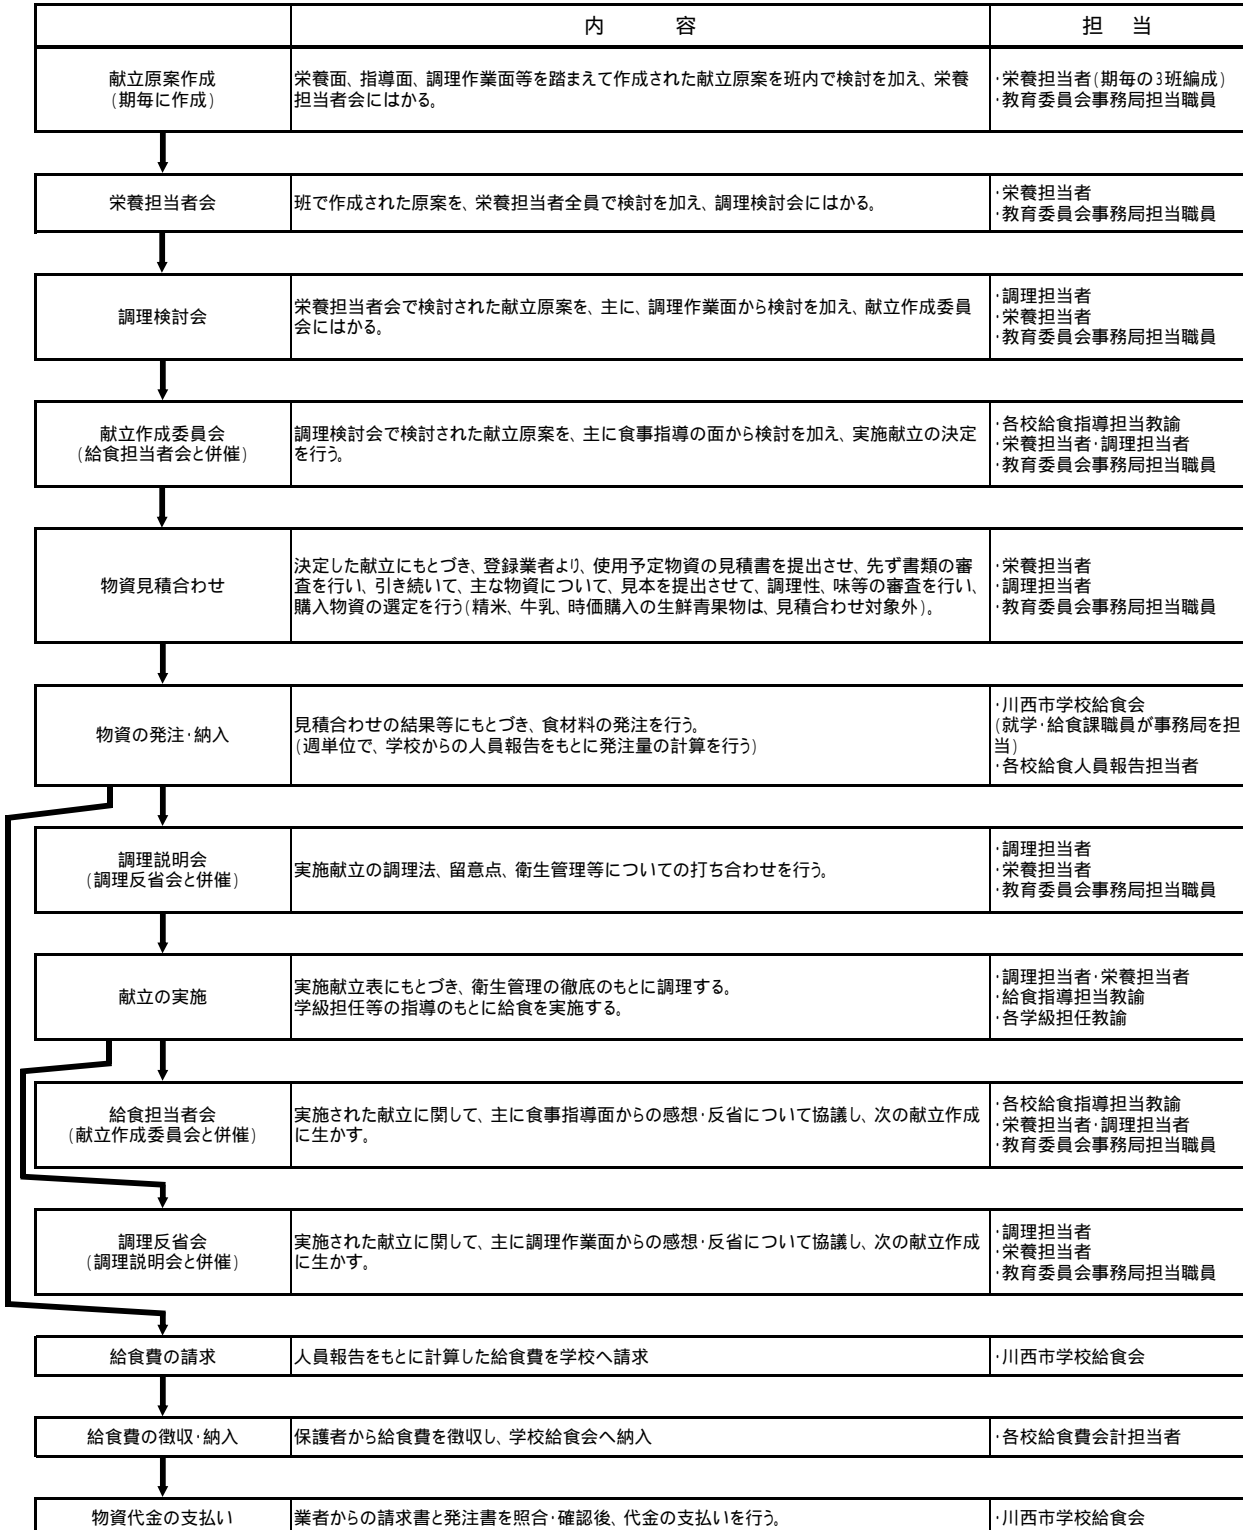 内　容
担　当
献立原案作成
(期毎に作成)
栄養面、指導面、調理作業面等を踏まえて作成された献立原案を班内で検討を加え、栄養
担当者会にはかる。
･栄養担当者(期毎の3班編成)
･教育委員会事務局担当職員
栄養担当者会
班で作成された原案を、栄養担当者全員で検討を加え、調理検討会にはかる。
･栄養担当者
･教育委員会事務局担当職員
調理検討会
栄養担当者会で検討された献立原案を、主に、調理作業面から検討を加え、献立作成委員
会にはかる。
･調理担当者
･栄養担当者
･教育委員会事務局担当職員
献立作成委員会
(給食担当者会と併催)
調理検討会で検討された献立原案を、主に食事指導の面から検討を加え、実施献立の決定
を行う。
･各校給食指導担当教諭
･栄養担当者･調理担当者
･教育委員会事務局担当職員
物資見積合わせ
決定した献立にもとづき、登録業者より、使用予定物資の見積書を提出させ、先ず書類の審
査を行い、引き続いて、主な物資について、見本を提出させて、調理性、味等の審査を行い、
購入物資の選定を行う(精米、牛乳、時価購入の生鮮青果物は、見積合わせ対象外)。
･栄養担当者
･調理担当者
･教育委員会事務局担当職員
物資の発注･納入
見積合わせの結果等にもとづき、食材料の発注を行う。
(週単位で、学校からの人員報告をもとに発注量の計算を行う)
･川西市学校給食会
(就学･給食課職員が事務局を担
当)
･各校給食人員報告担当者
調理説明会
(調理反省会と併催)
実施献立の調理法、留意点、衛生管理等についての打ち合わせを行う。
･調理担当者
･栄養担当者
･教育委員会事務局担当職員
献立の実施
実施献立表にもとづき、衛生管理の徹底のもとに調理する。
学級担任等の指導のもとに給食を実施する。
･調理担当者･栄養担当者
･給食指導担当教諭
･各学級担任教諭
給食担当者会
(献立作成委員会と併催)
実施された献立に関して、主に食事指導面からの感想･反省について協議し、次の献立作成
に生かす。
･各校給食指導担当教諭
･栄養担当者･調理担当者
･教育委員会事務局担当職員
調理反省会
(調理説明会と併催)
実施された献立に関して、主に調理作業面からの感想･反省について協議し、次の献立作成
に生かす。
･調理担当者
･栄養担当者
･教育委員会事務局担当職員
給食費の請求
人員報告をもとに計算した給食費を学校へ請求
･川西市学校給食会
給食費の徴収･納入
保護者から給食費を徴収し、学校給食会へ納入
･各校給食費会計担当者
物資代金の支払い
業者からの請求書と発注書を照合･確認後、代金の支払いを行う。
･川西市学校給食会